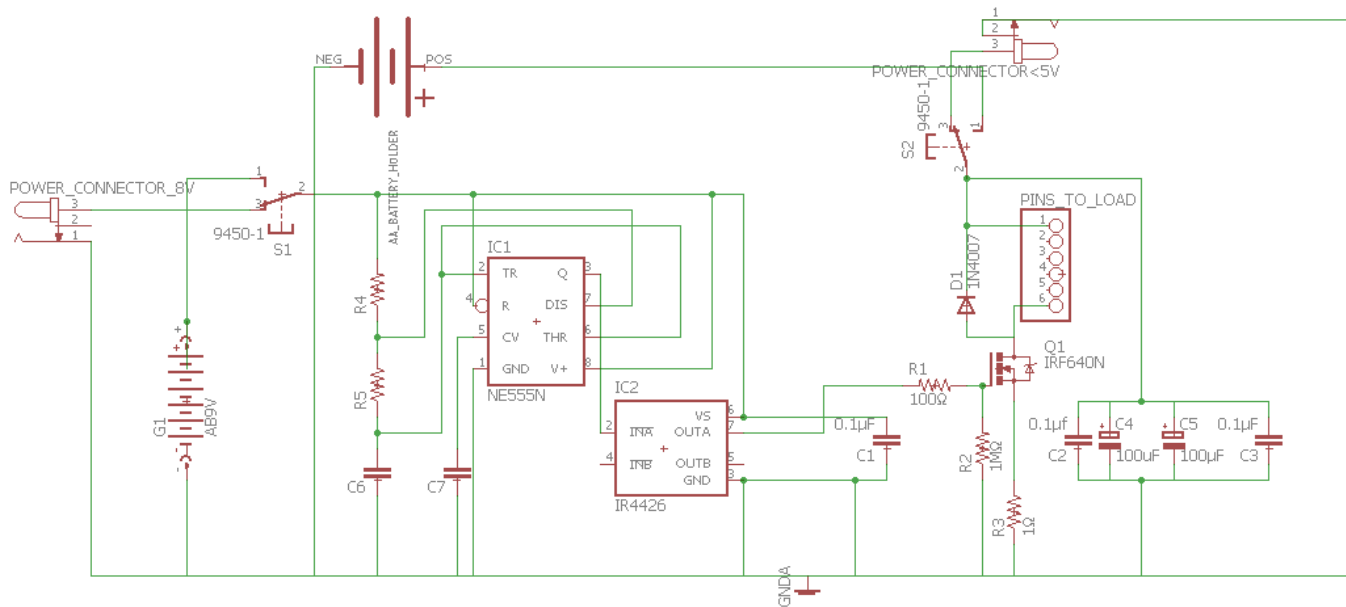 1
2
3
POWER_CONNECTOR<5V
NEG
POS
AA_BATTERY_HOLDER
9450-1
3
1
S2
2
POWER_CONNECTOR_8V
3
2
1
1
2
3
9450-1
S1
PINS_TO_LOAD
1
2
3
4
5
6
D1
1N4007
IC1
2
TR
Q
3
4
R
DIS
7
5
CV
THR
6
1
GND
V+
8
NE555N
R4
R5
G1
AB9V
C6
C7
IC2
VS
6
2
INA
OUTA
7
4
INB
OUTB
5
GND
3
IR4426
0.1µF
C1
R1
100Ω
Q1
IRF640N
R2
1MΩ
R3
1Ω
0.1µf
C2
C4
100uF
C5
100µF
0.1µF
C3
GNDA